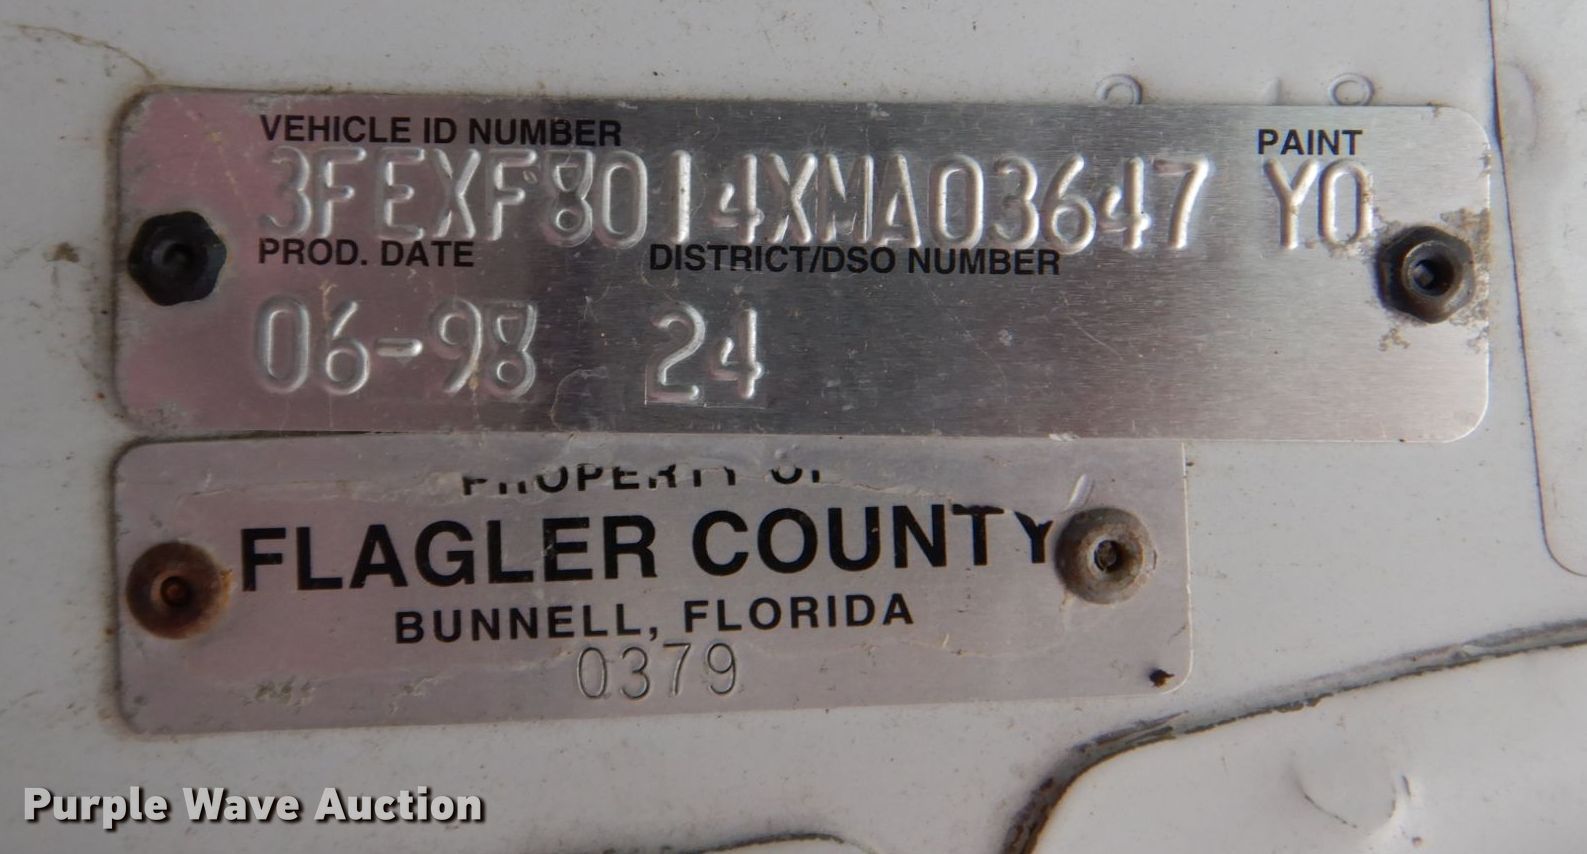 VEHICLE ID NUMBER PAINT
3FEXF8014XMA03647 YO
PROD. DATE DISTRICT/DSO NUMBER
06-98 24
PROPERTY OF
FLAGLER COUNTY
BUNNELL, FLORIDA
0379
Purple Wave Auction